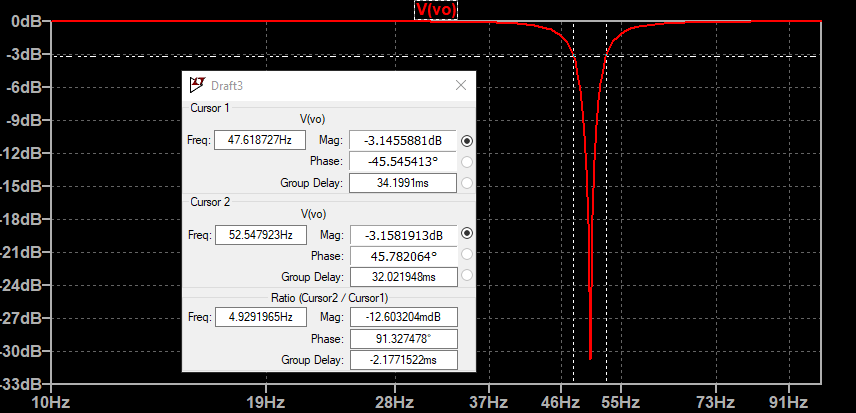 V(vo)
0dB
-3dB
-6dB
-9dB
-12dB
-15dB
-18dB
-21dB
-24dB
-27dB
-30dB
-33dB
Draft3
Cursor 1
V(vo)
Freq: 47.618727Hz Mag: -3.1455881dB
Phase: -45.545413°
Group Delay: 34.1991ms
Cursor 2
V(vo)
Freq: 52.547923Hz Mag: -3.1581913dB
Phase: 45.782064°
Group Delay: 32.021948ms
Ratio (Cursor2 / Cursor1)
Freq: 4.9291965Hz Mag: -12.603204mdB
Phase: 91.327478°
Group Delay: -2.1771522ms
10Hz 19Hz 28Hz 37Hz 46Hz 55Hz 73Hz 91Hz